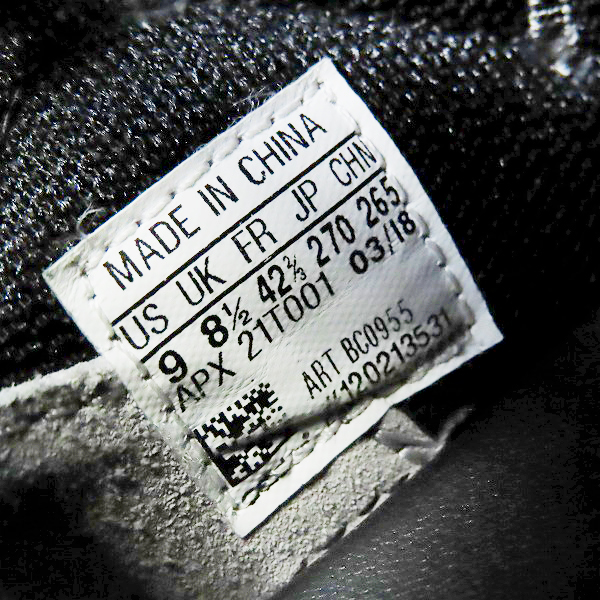 MADE IN CHINA
US UK FR JP CHN
9 8½ 42⅔ 270 265
APX 21T001 03/18
ART BC0955
120213531